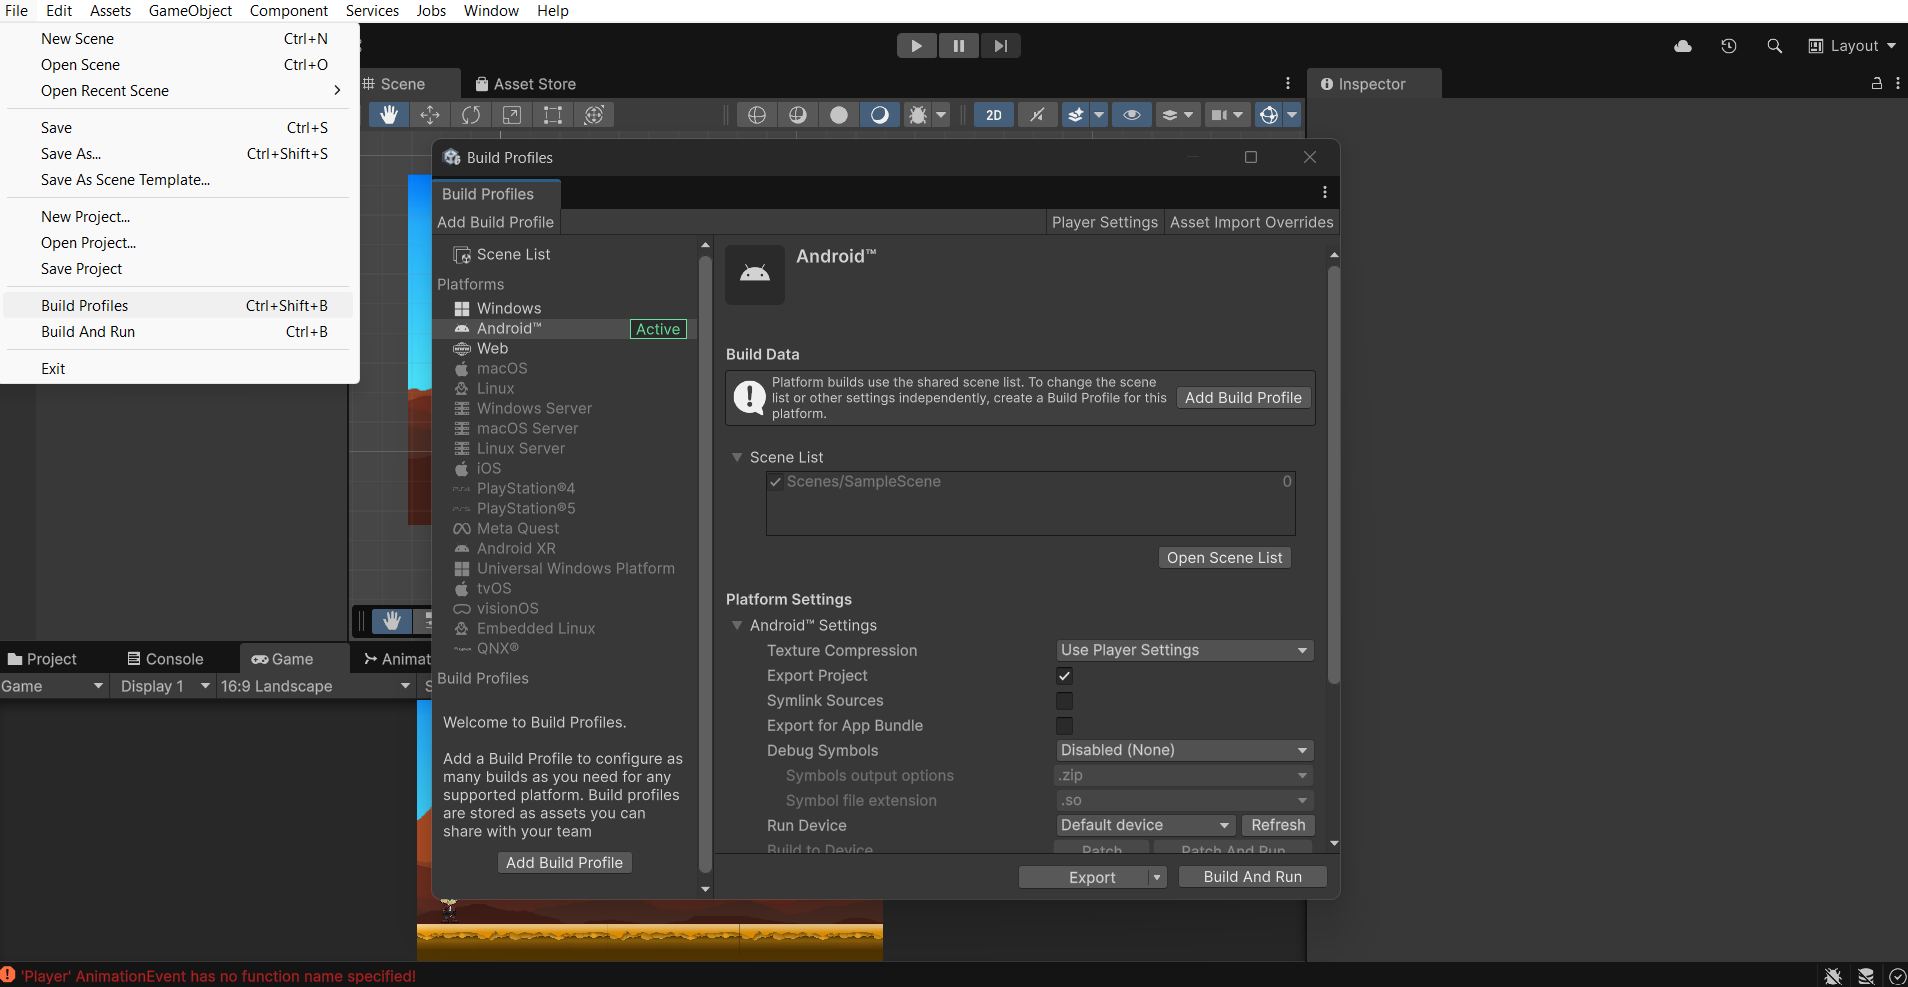 File Edit Assets GameObject Component Services Jobs Window Help
New Scene Ctrl+N
Open Scene Ctrl+O
Open Recent Scene
Save Ctrl+S
Save As... Ctrl+Shift+S
Save As Scene Template...
New Project...
Open Project...
Save Project
Build Profiles Ctrl+Shift+B
Build And Run Ctrl+B
Exit
Layout
Scene Asset Store
Inspector
2D
Build Profiles
Build Profiles
Add Build Profile Player Settings Asset Import Overrides
Scene List
Platforms
Windows
Android™ Active
Web
macOS
Linux
Windows Server
macOS Server
Linux Server
iOS
PlayStation®4
PlayStation®5
Meta Quest
Android XR
Universal Windows Platform
tvOS
visionOS
Embedded Linux
QNX®
Build Profiles
Welcome to Build Profiles.
Add a Build Profile to configure as
many builds as you need for any
supported platform. Build profiles
are stored as assets you can
share with your team
Add Build Profile
Android™
Build Data
Platform builds use the shared scene list. To change the scene
list or other settings independently, create a Build Profile for this
platform.
Add Build Profile
Scene List
Scenes/SampleScene 0
Open Scene List
Platform Settings
Android™ Settings
Texture Compression Use Player Settings
Export Project
Symlink Sources
Export for App Bundle
Debug Symbols Disabled (None)
Symbols output options .zip
Symbol file extension .so
Run Device Default device Refresh
Build to Device Patch Patch And Run
Export Build And Run
Project Console Game Animat
Game Display 1 16:9 Landscape S
'Player' AnimationEvent has no function name specified!